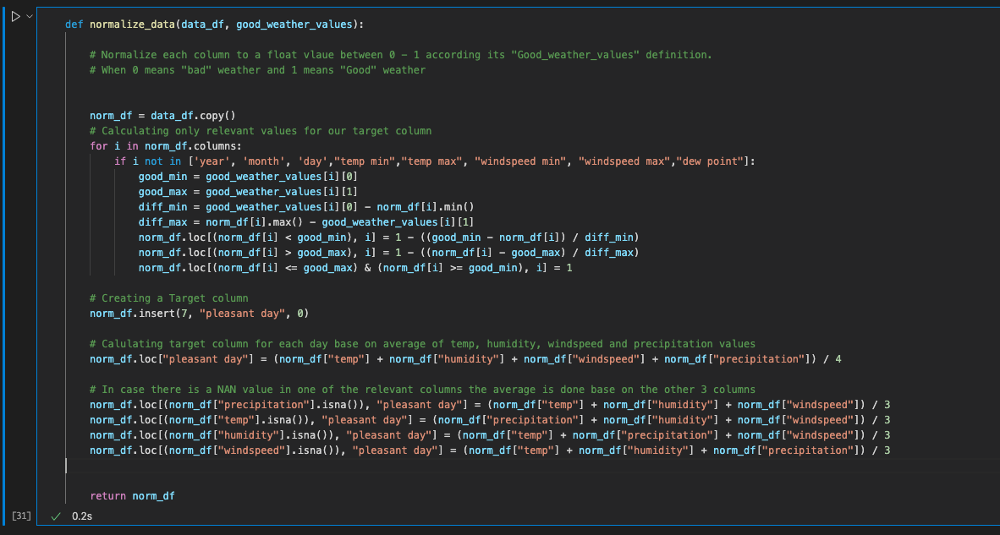 def normalize_data(data_df, good_weather_values):
# Normalize each column to a float vlaue between 0 - 1 according its "Good_weather_values" definition.
# When 0 means "bad" weather and 1 means "Good" weather
norm_df = data_df.copy()
# Calculating only relevant values for our target column
for i in norm_df.columns:
if i not in ['year', 'month', 'day',"temp min","temp max", "windspeed min", "windspeed max","dew point"]:
good_min = good_weather_values[i][0]
good_max = good_weather_values[i][1]
diff_min = good_weather_values[i][0] - norm_df[i].min()
diff_max = norm_df[i].max() - good_weather_values[i][1]
norm_df.loc[(norm_df[i] < good_min), i] = 1 - ((good_min - norm_df[i]) / diff_min)
norm_df.loc[(norm_df[i] > good_max), i] = 1 - ((norm_df[i] - good_max) / diff_max)
norm_df.loc[(norm_df[i] <= good_max) & (norm_df[i] >= good_min), i] = 1
# Creating a Target column
norm_df.insert(7, "pleasant day", 0)
# Calulating target column for each day base on average of temp, humidity, windspeed and precipitation values
norm_df.loc["pleasant day"] = (norm_df["temp"] + norm_df["humidity"] + norm_df["windspeed"] + norm_df["precipitation"]) / 4
# In case there is a NAN value in one of the relevant columns the average is done base on the other 3 columns
norm_df.loc[(norm_df["precipitation"].isna()), "pleasant day"] = (norm_df["temp"] + norm_df["humidity"] + norm_df["windspeed"]) / 3
norm_df.loc[(norm_df["temp"].isna()), "pleasant day"] = (norm_df["precipitation"] + norm_df["humidity"] + norm_df["windspeed"]) / 3
norm_df.loc[(norm_df["humidity"].isna()), "pleasant day"] = (norm_df["temp"] + norm_df["precipitation"] + norm_df["windspeed"]) / 3
norm_df.loc[(norm_df["windspeed"].isna()), "pleasant day"] = (norm_df["temp"] + norm_df["humidity"] + norm_df["precipitation"]) / 3
return norm_df
[31] ✓ 0.2s